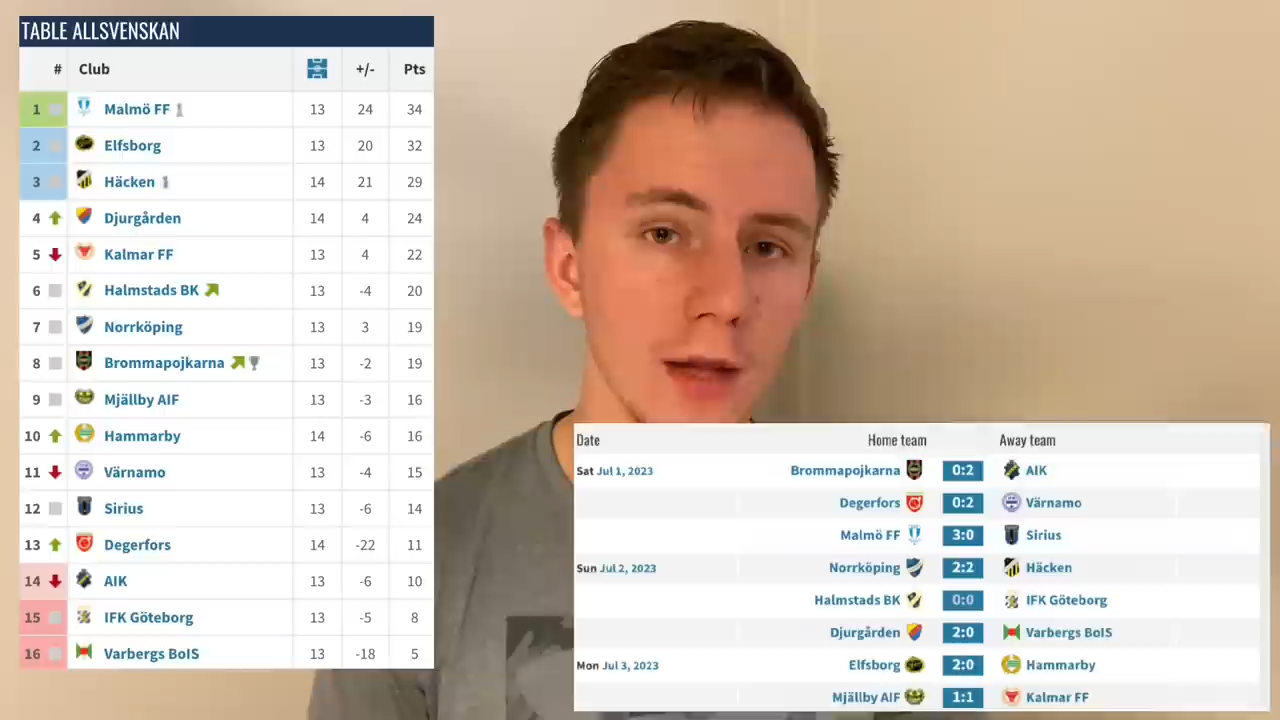 TABLE ALLSVENSKAN
# Club +/- Pts
1 Malmö FF 13 24 34
2 Elfsborg 13 20 32
3 Häcken 14 21 29
4 Djurgården 14 4 24
5 Kalmar FF 13 4 22
6 Halmstads BK 13 -4 20
7 Norrköping 13 3 19
8 Brommapojkarna 13 -2 19
9 Mjällby AIF 13 -3 16
10 Hammarby 14 -6 16
11 Värnamo 13 -4 15
12 Sirius 13 -6 14
13 Degerfors 14 -22 11
14 AIK 13 -6 10
15 IFK Göteborg 13 -5 8
16 Varbergs BoIS 13 -18 5
Date Home team Away team
Sat Jul 1, 2023 Brommapojkarna 0:2 AIK
Degerfors 0:2 Värnamo
Malmö FF 3:0 Sirius
Sun Jul 2, 2023 Norrköping 2:2 Häcken
Halmstads BK 0:0 IFK Göteborg
Djurgården 2:0 Varbergs BoIS
Mon Jul 3, 2023 Elfsborg 2:0 Hammarby
Mjällby AIF 1:1 Kalmar FF